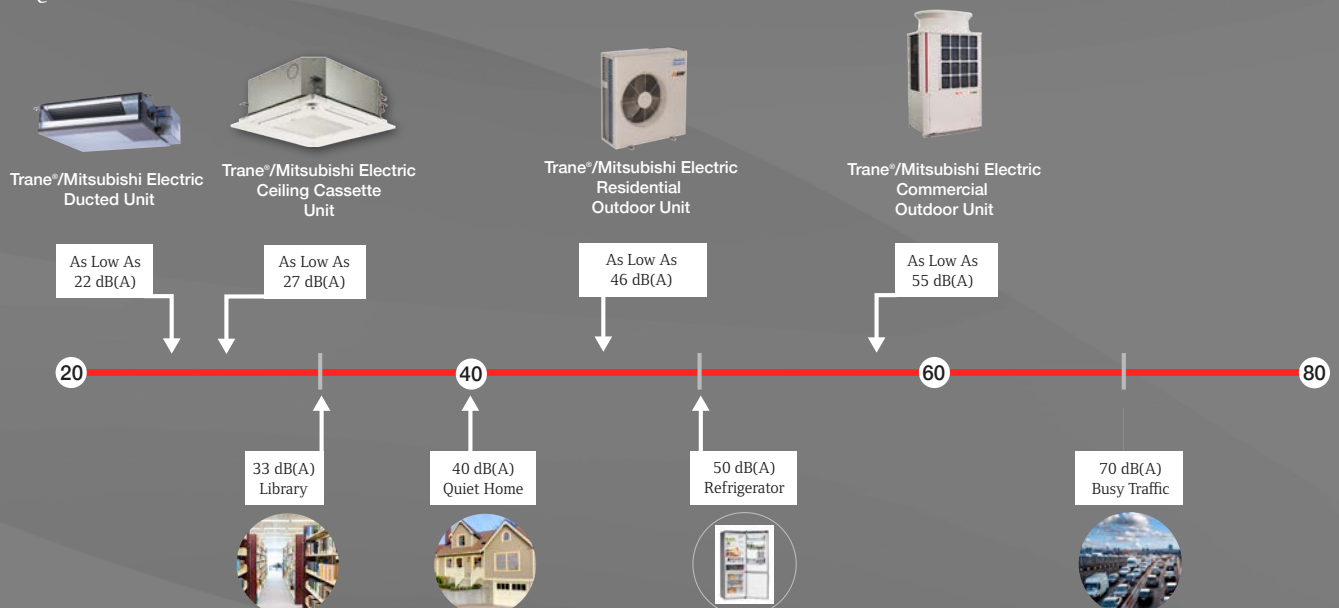 Trane®/Mitsubishi Electric
Ducted Unit
Trane®/Mitsubishi Electric
Ceiling Cassette
Unit
Trane®/Mitsubishi Electric
Residential
Outdoor Unit
Trane®/Mitsubishi Electric
Commercial
Outdoor Unit
As Low As
22 dB(A)
As Low As
27 dB(A)
As Low As
46 dB(A)
As Low As
55 dB(A)
20
40
60
80
33 dB(A)
Library
40 dB(A)
Quiet Home
50 dB(A)
Refrigerator
70 dB(A)
Busy Traffic